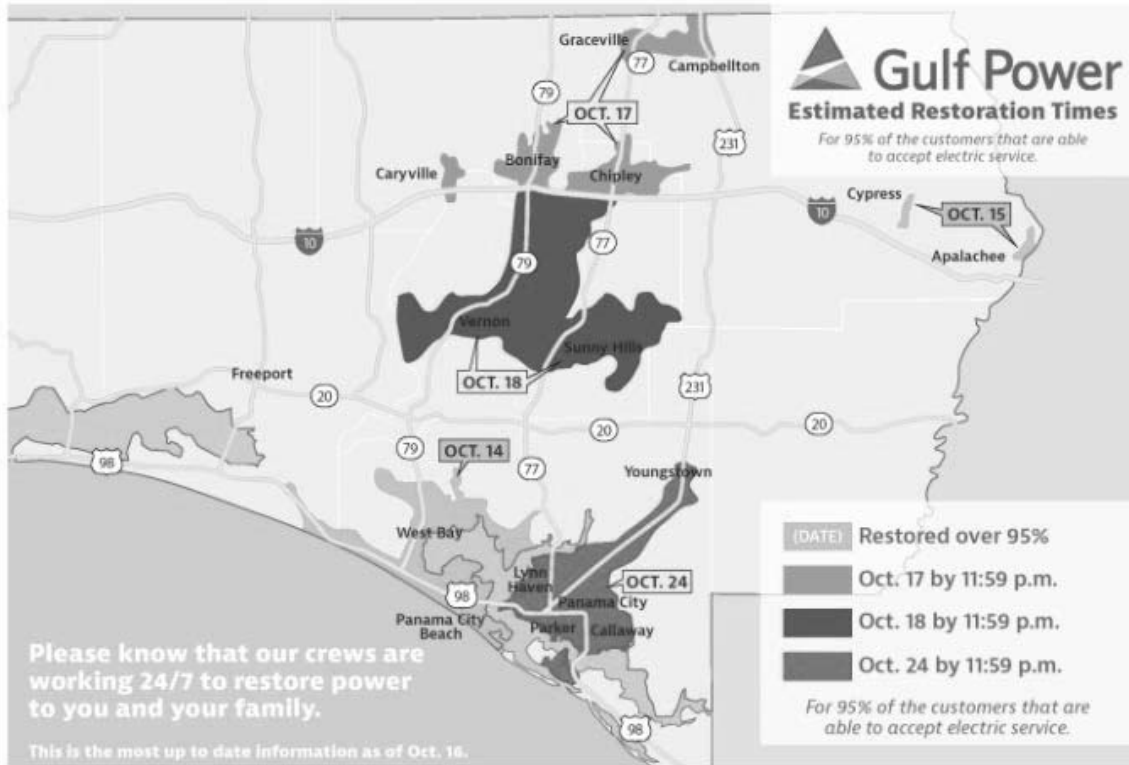 Graceville
77
Campbellton
Gulf Power
Estimated Restoration Times
For 95% of the customers that are able
to accept electric service.
79
OCT. 17
231
Caryville
Bonifay
Chipley
Cypress
OCT. 15
10
10
77
79
Apalachee
Vernon
Sunny Hills
OCT. 18
Freeport
20
231
20
20
79
OCT. 14
77
98
Youngstown
West Bay
Lynn
Haven
OCT. 24
98
Panama City
Panama City
Beach
Parker
Callaway
98
(DATE) Restored over 95%
Oct. 17 by 11:59 p.m.
Oct. 18 by 11:59 p.m.
Oct. 24 by 11:59 p.m.
For 95% of the customers that are
able to accept electric service.
Please know that our crews are
working 24/7 to restore power
to you and your family.
This is the most up to date information as of Oct. 16.